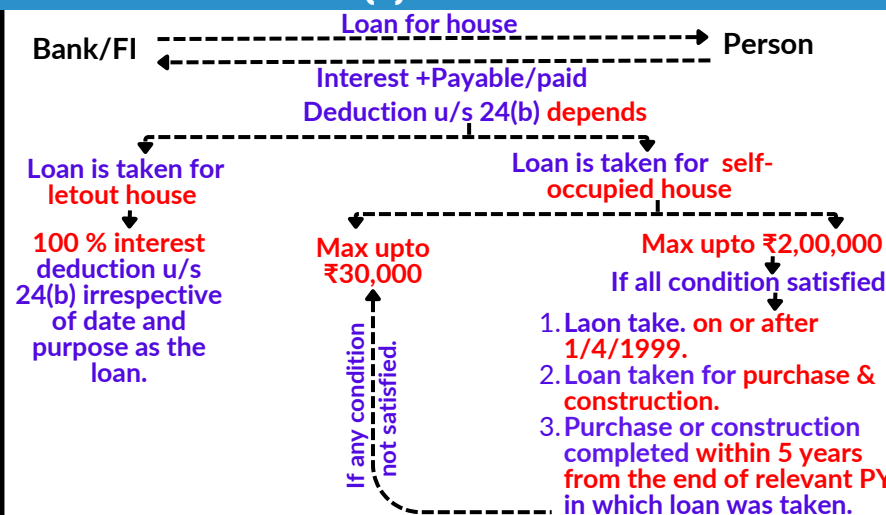 Loan for house
Bank/FI
Person
Interest +Payable/paid
Deduction u/s 24(b) depends
Loan is taken for
letout house
100 % interest
deduction u/s
24(b) irrespective
of date and
purpose as the
loan.
Loan is taken for self-
occupied house
Max upto
₹30,000
If any condition
not satisfied.
Max upto ₹2,00,000
If all condition satisfied
1. Laon take. on or after
1/4/1999.
2. Loan taken for purchase &
construction.
3. Purchase or construction
completed within 5 years
from the end of relevant PY
in which loan was taken.